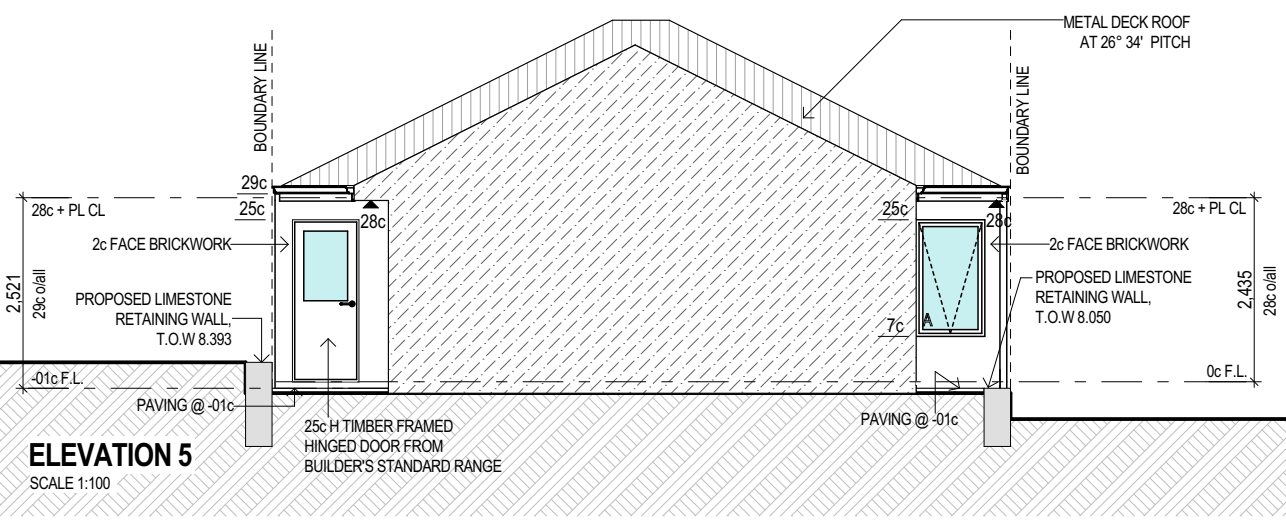 METAL DECK ROOF
AT 26° 34' PITCH
BOUNDARY LINE
BOUNDARY LINE
29c
28c + PL CL
25c
28c
25c
28c
28c + PL CL
2c FACE BRICKWORK
2c FACE BRICKWORK
2,521
29c o/all
PROPOSED LIMESTONE
RETAINING WALL,
T.O.W 8.393
PROPOSED LIMESTONE
RETAINING WALL,
T.O.W 8.050
2,435
28c o/all
7c
A
-01c F.L.
0c F.L.
PAVING @ -01c
PAVING @ -01c
25c H TIMBER FRAMED
HINGED DOOR FROM
BUILDER'S STANDARD RANGE
ELEVATION 5
SCALE 1:100